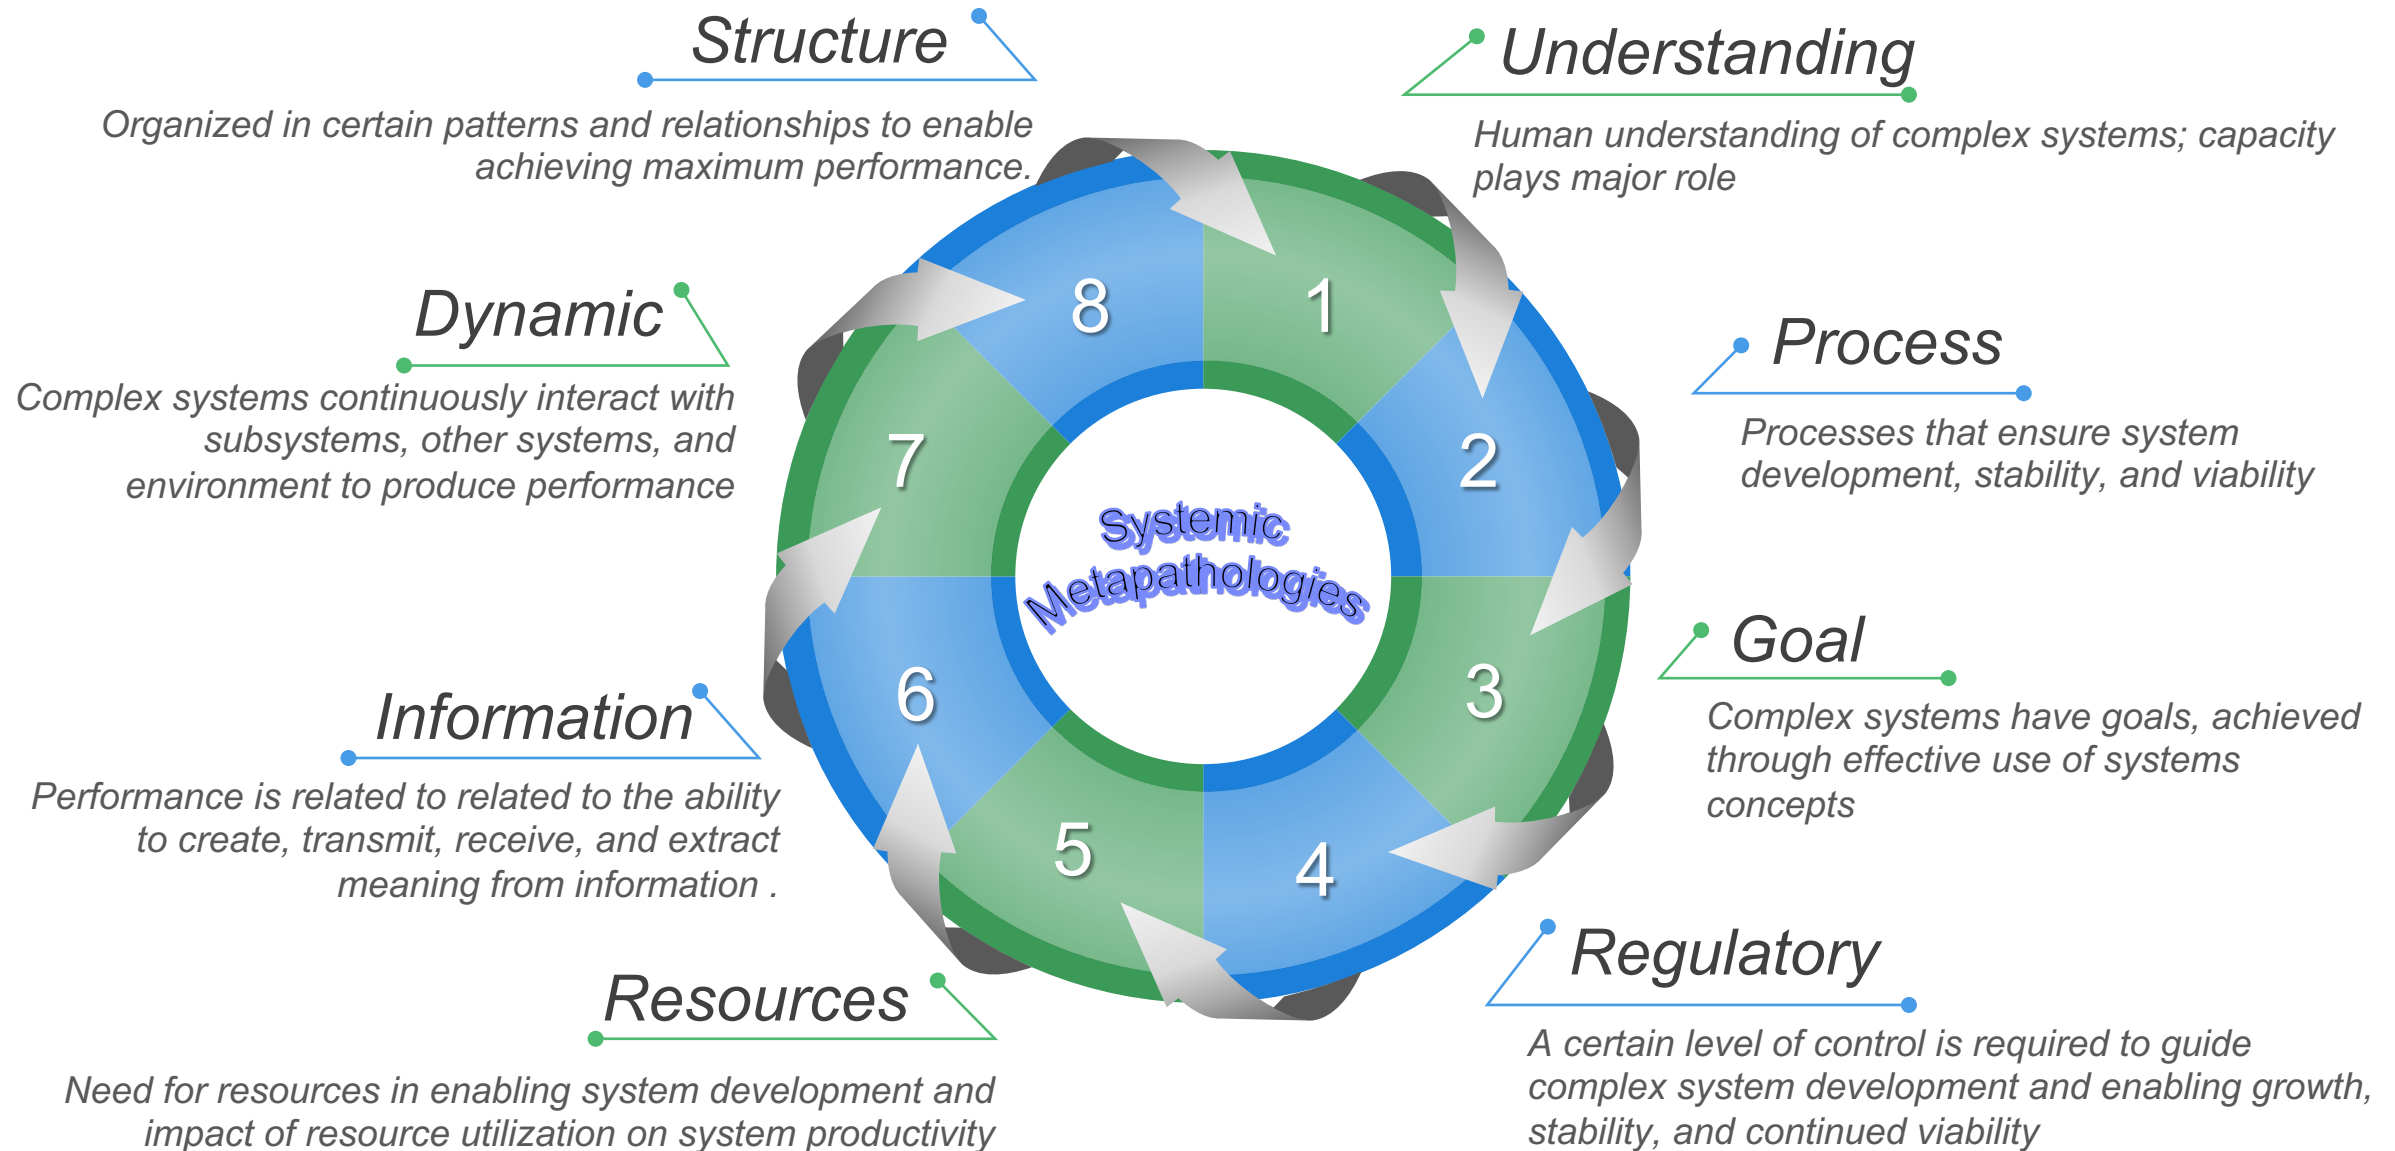 Structure
Organized in certain patterns and relationships to enable
achieving maximum performance.
Understanding
Human understanding of complex systems; capacity
plays major role
Dynamic
Complex systems continuously interact with
subsystems, other systems, and
environment to produce performance
Process
Processes that ensure system
development, stability, and viability
8
1
7
2
Systemic
Metapathologies
6
3
5
4
Information
Performance is related to related to the ability
to create, transmit, receive, and extract
meaning from information .
Goal
Complex systems have goals, achieved
through effective use of systems
concepts
Resources
Need for resources in enabling system development and
impact of resource utilization on system productivity
Regulatory
A certain level of control is required to guide
complex system development and enabling growth,
stability, and continued viability